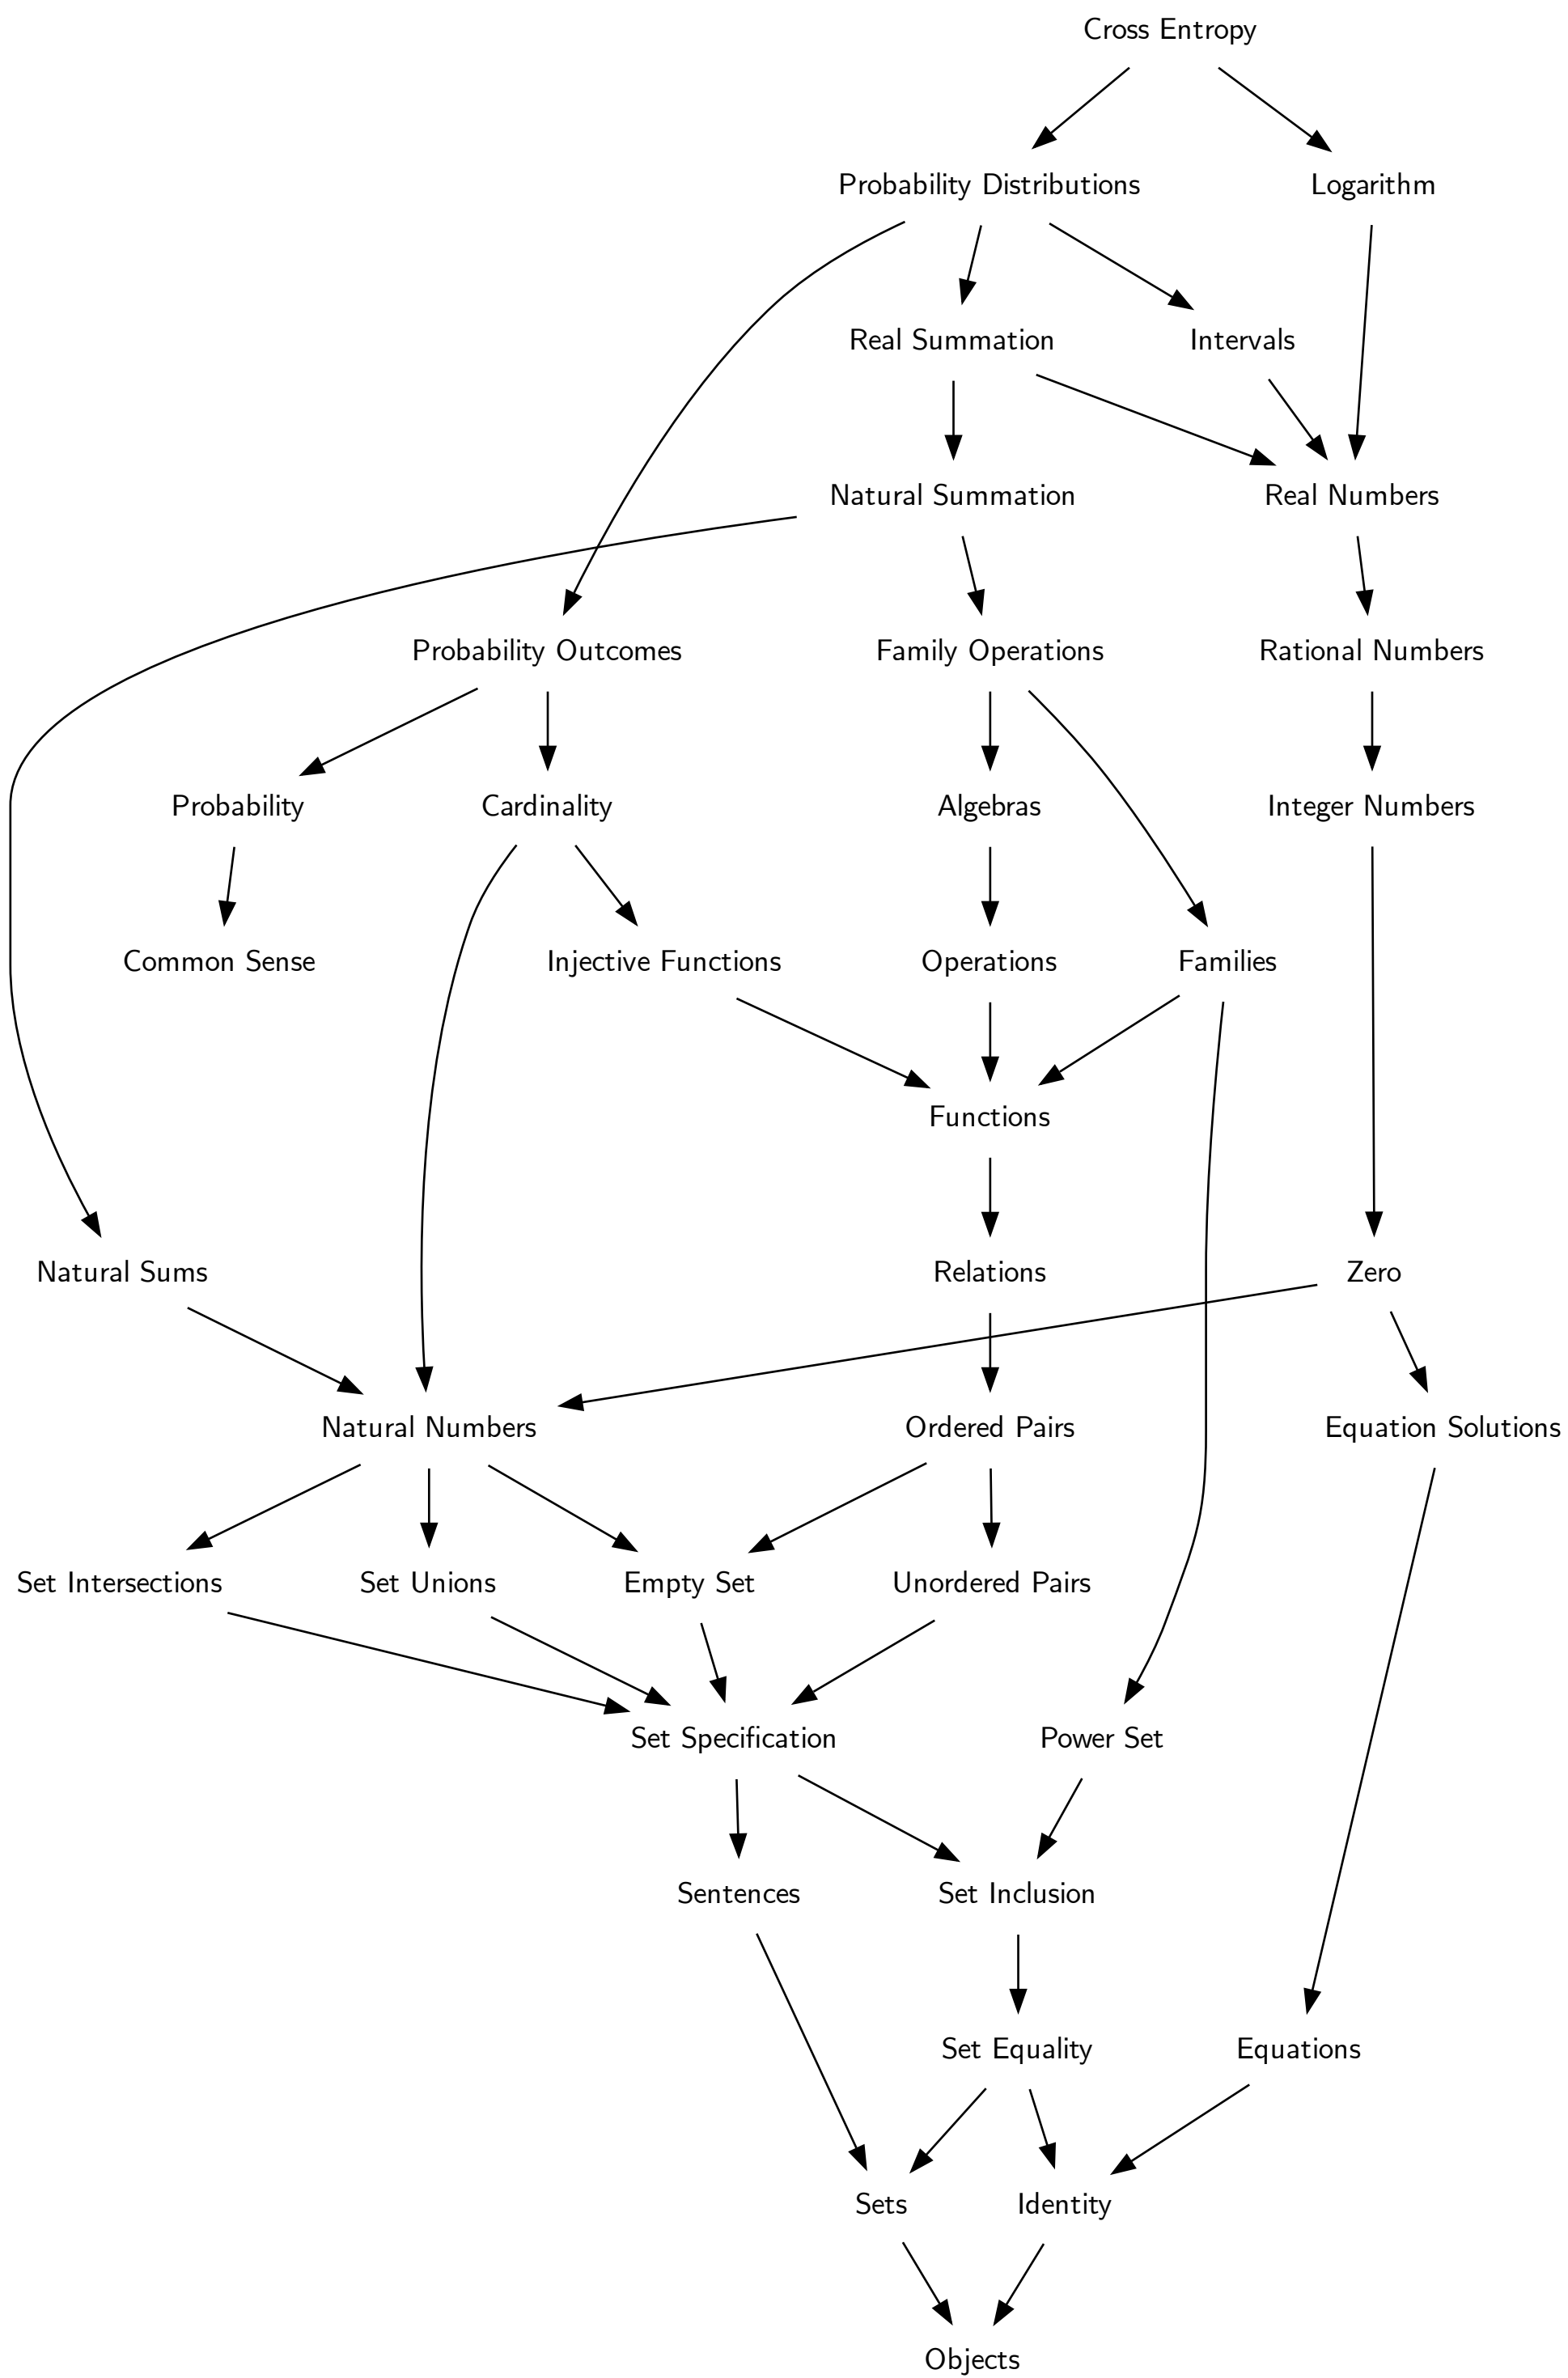 Cross Entropy
Probability Distributions
Logarithm
Real Summation
Intervals
Natural Summation
Real Numbers
Probability Outcomes
Family Operations
Rational Numbers
Probability
Cardinality
Algebras
Integer Numbers
Common Sense
Injective Functions
Operations
Families
Functions
Natural Sums
Relations
Zero
Natural Numbers
Ordered Pairs
Equation Solutions
Set Intersections
Set Unions
Empty Set
Unordered Pairs
Set Specification
Power Set
Sentences
Set Inclusion
Set Equality
Equations
Sets
Identity
Objects